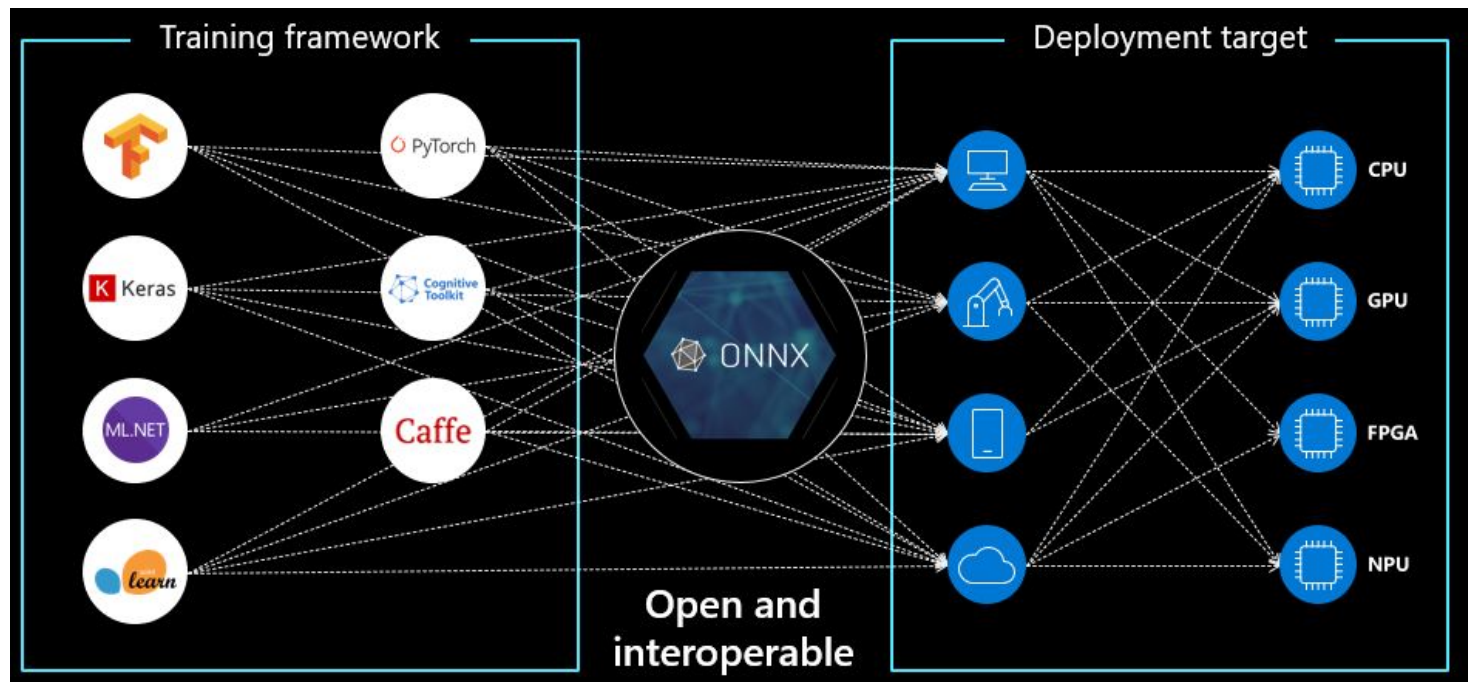 Training framework
PyTorch
K Keras
Cognitive
Toolkit
ML.NET
Caffe
learn
ONNX
Open and
interoperable
Deployment target
CPU
GPU
FPGA
NPU